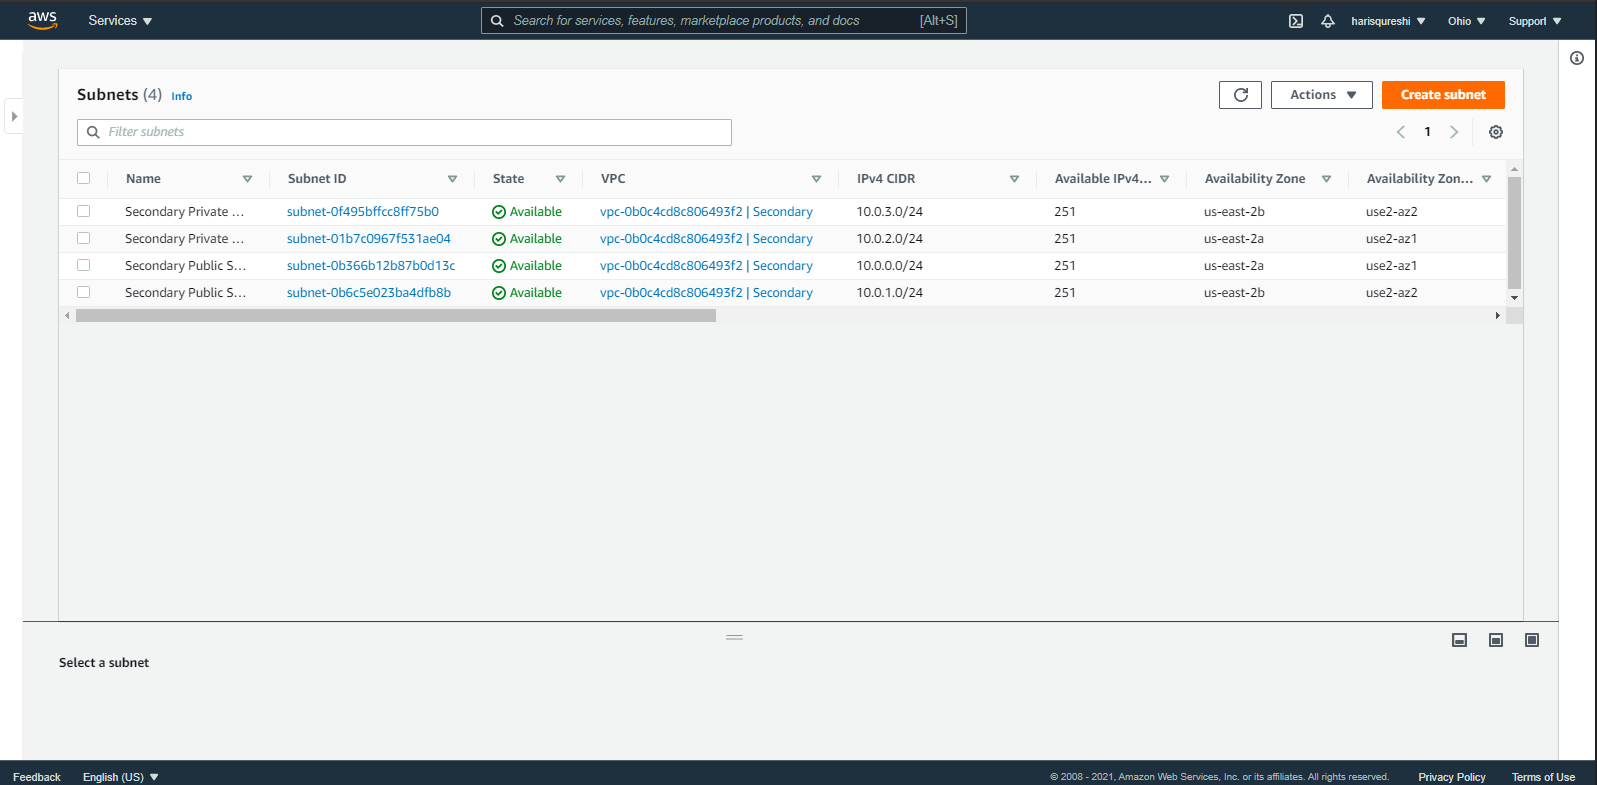 aws Services Search for services, features, marketplace products, and docs [Alt+S] harisqureshi Ohio Support
Subnets (4) Info Actions Create subnet
Filter subnets 1
Name Subnet ID State VPC IPv4 CIDR Available IPv4... Availability Zone Availability Zon...
Secondary Private ... subnet-0f495bffcc8ff75b0 Available vpc-0b0c4cd8c806493f2 | Secondary 10.0.3.0/24 251 us-east-2b use2-az2
Secondary Private ... subnet-01b7c0967f531ae04 Available vpc-0b0c4cd8c806493f2 | Secondary 10.0.2.0/24 251 us-east-2a use2-az1
Secondary Public S... subnet-0b366b12b87b0d13c Available vpc-0b0c4cd8c806493f2 | Secondary 10.0.0.0/24 251 us-east-2a use2-az1
Secondary Public S... subnet-0b6c5e023ba4dfb8b Available vpc-0b0c4cd8c806493f2 | Secondary 10.0.1.0/24 251 us-east-2b use2-az2
Select a subnet
Feedback English (US) © 2008 - 2021, Amazon Web Services, Inc. or its affiliates. All rights reserved. Privacy Policy Terms of Use